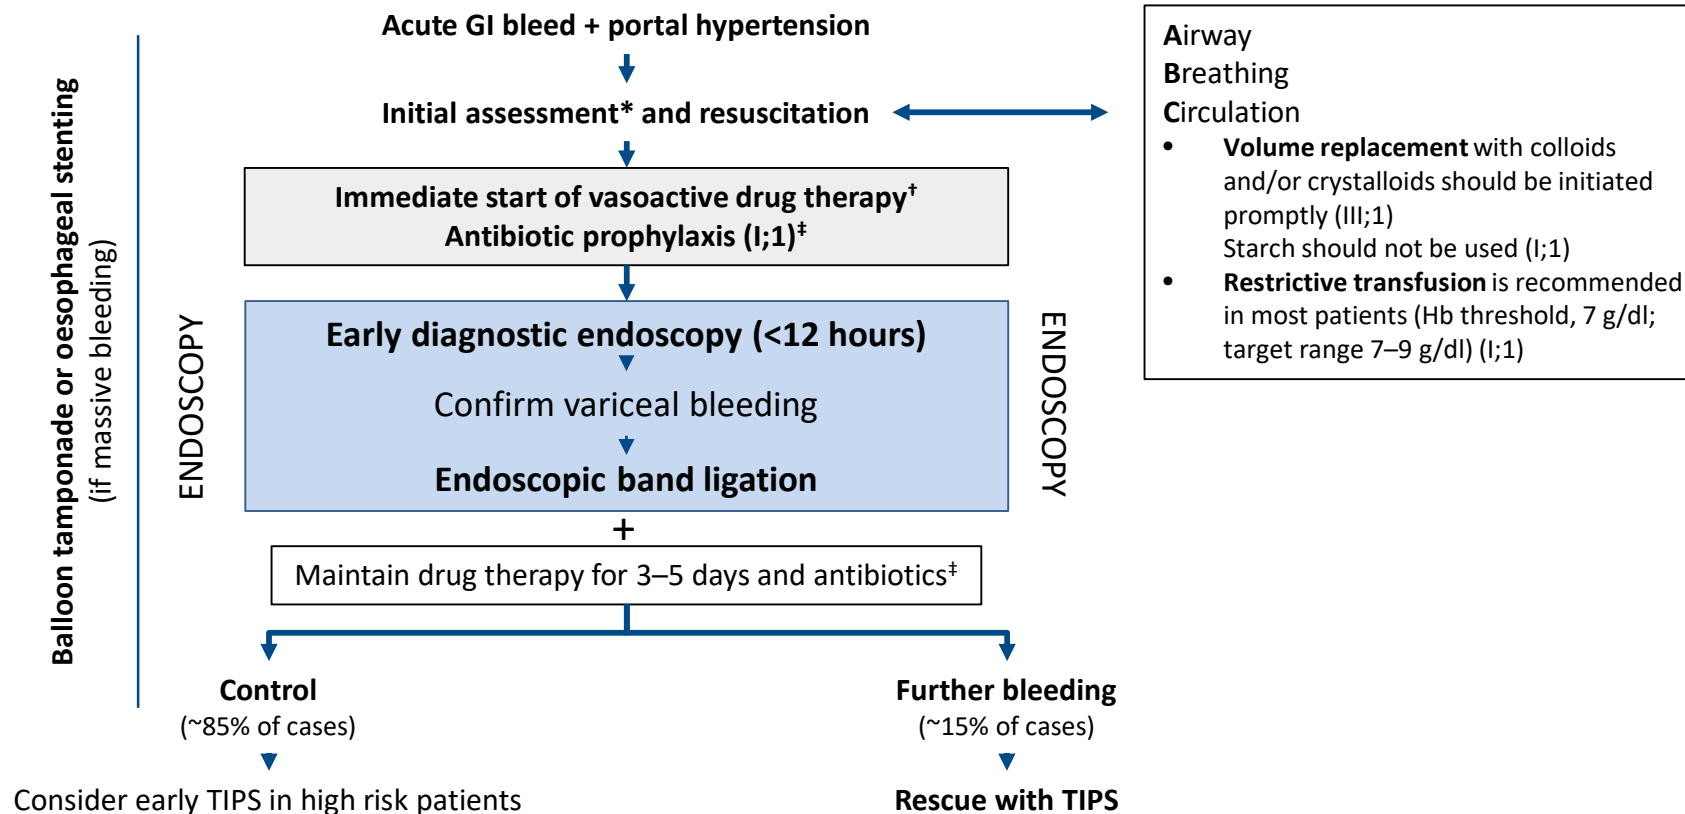 Acute GI bleed + portal hypertension
Initial assessment* and resuscitation
Airway
Breathing
Circulation
• Volume replacement with colloids
and/or crystalloids should be initiated
promptly (III;1)
Starch should not be used (I;1)
• Restrictive transfusion is recommended
in most patients (Hb threshold, 7 g/dl;
target range 7–9 g/dl) (I;1)
Immediate start of vasoactive drug therapy†
Antibiotic prophylaxis (I;1)‡
Balloon tamponade or oesophageal stenting
(if massive bleeding)
ENDOSCOPY
Early diagnostic endoscopy (<12 hours)
Confirm variceal bleeding
Endoscopic band ligation
ENDOSCOPY
+
Maintain drug therapy for 3–5 days and antibiotics‡
Control
(~85% of cases)
Consider early TIPS in high risk patients
Further bleeding
(~15% of cases)
Rescue with TIPS